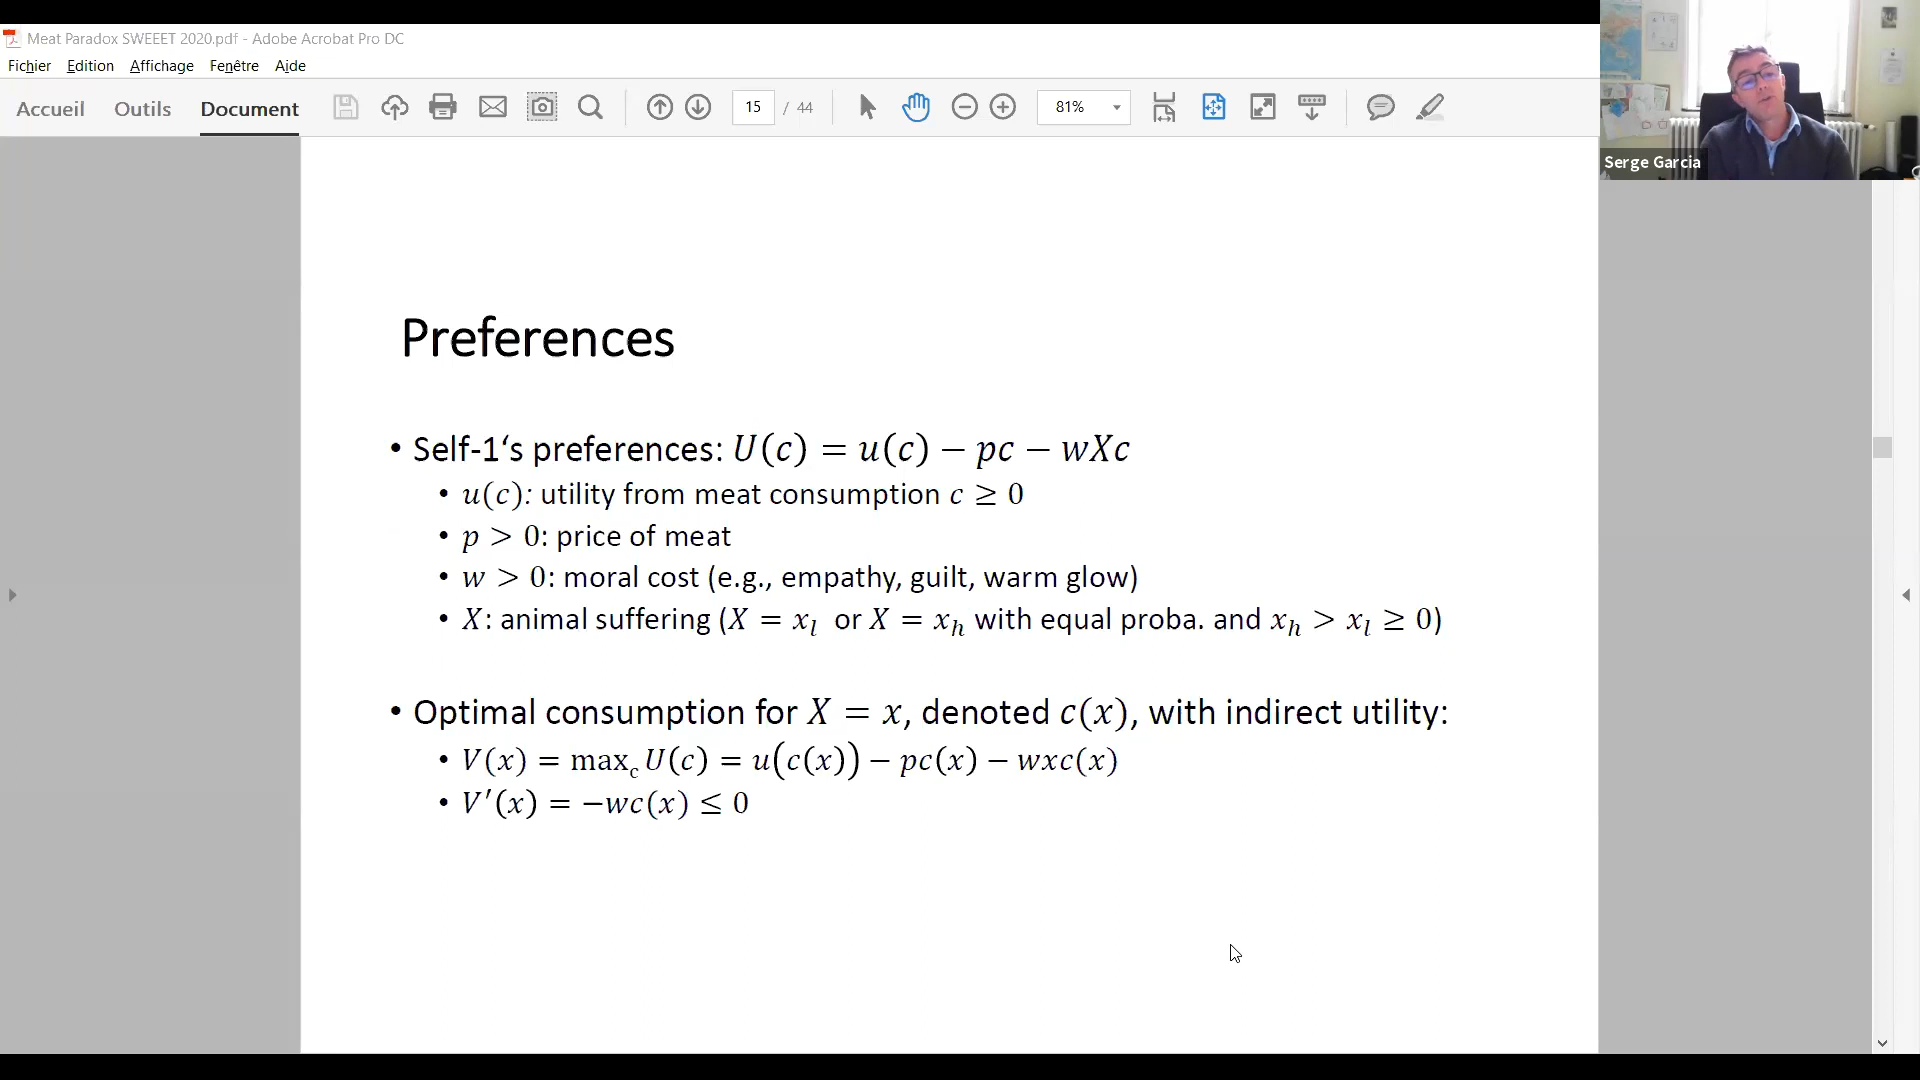 Meat Paradox SWEEET 2020.pdf - Adobe Acrobat Pro DC
Fichier Edition Affichage Fenêtre Aide
Accueil Outils Document 15 / 44 81%
Serge Garcia
Preferences
• Self-1‘s preferences: U(c) = u(c) − pc − wXc
• u(c): utility from meat consumption c ≥ 0
• p > 0: price of meat
• w > 0: moral cost (e.g., empathy, guilt, warm glow)
• X: animal suffering (X = x_l or X = x_h with equal proba. and x_h > x_l ≥ 0)
• Optimal consumption for X = x, denoted c(x), with indirect utility:
• V(x) = max_c U(c) = u(c(x)) − pc(x) − wxc(x)
• V′(x) = −wc(x) ≤ 0